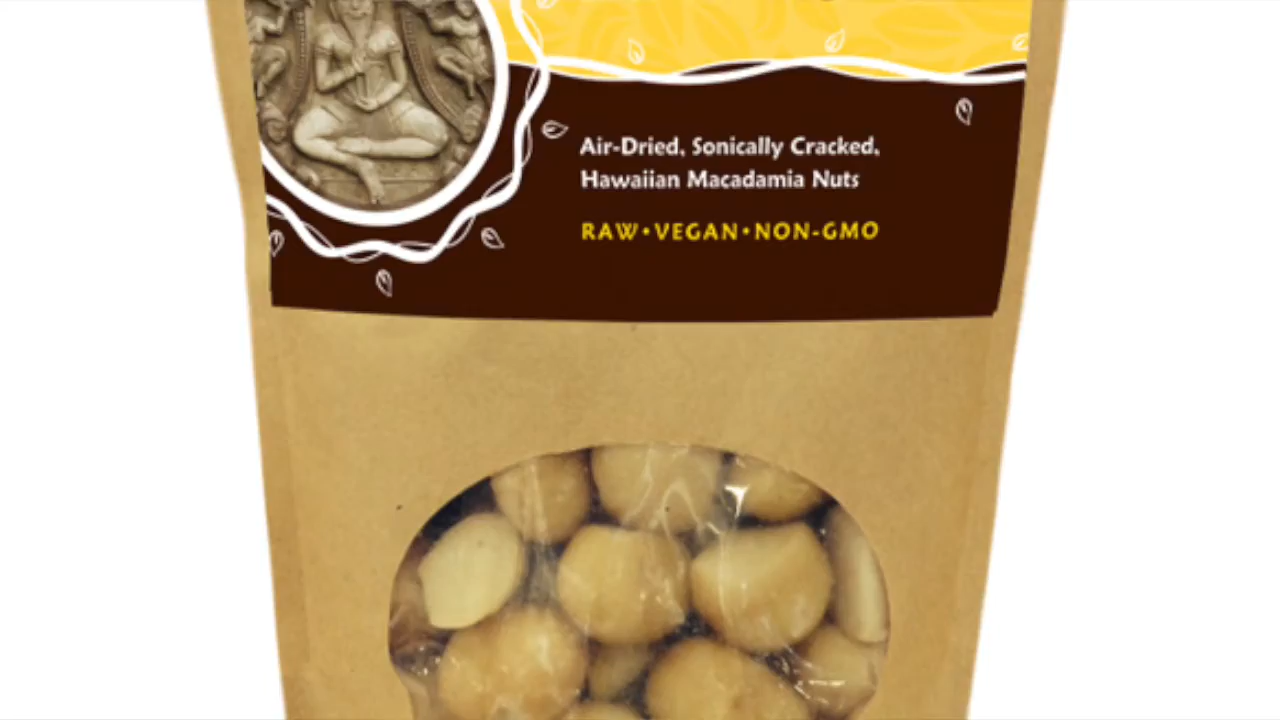 Air-Dried, Sonically Cracked,
Hawaiian Macadamia Nuts
RAW•VEGAN•NON-GMO